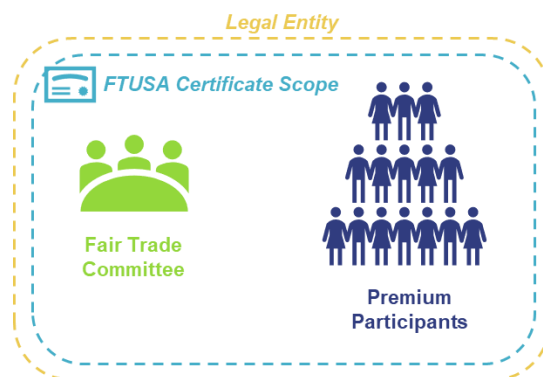 Legal Entity
FTUSA Certificate Scope
Fair Trade
Committee
Premium
Participants